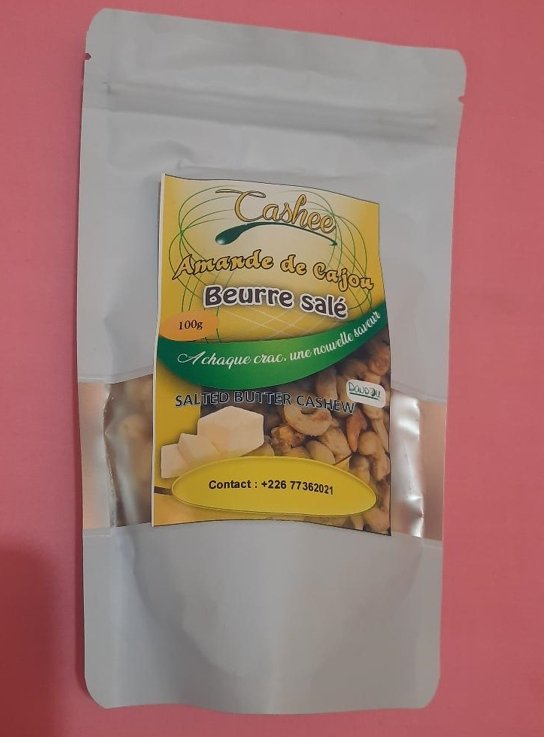 Cashee
Amande de Cajou
Beurre salé
100g
A chaque crac, une nouvelle saveur
SALTED BUTTER CASHEW
Contact : +226 77362021